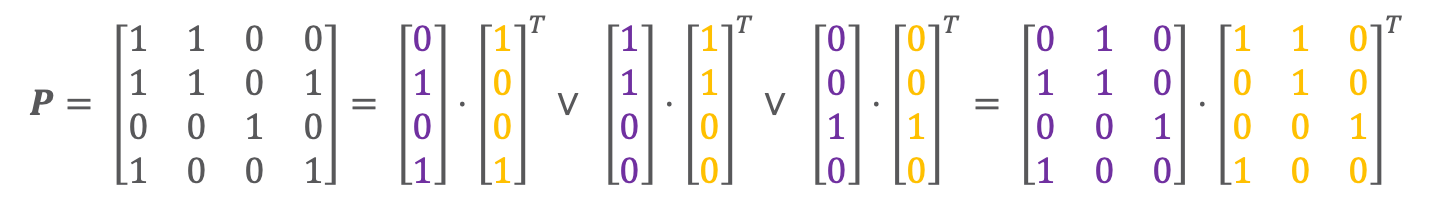 𝑷 = [1 1 0 0; 1 1 0 1; 0 0 1 0; 1 0 0 1] = [0; 1; 0; 1] · [1; 0; 0; 1]ᵀ ∨ [1; 1; 0; 0] · [1; 1; 0; 0]ᵀ ∨ [0; 0; 1; 0] · [0; 0; 1; 0]ᵀ = [0 1 0; 1 1 0; 0 0 1; 1 0 0] · [1 1 0; 0 1 0; 0 0 1; 1 0 0]ᵀ